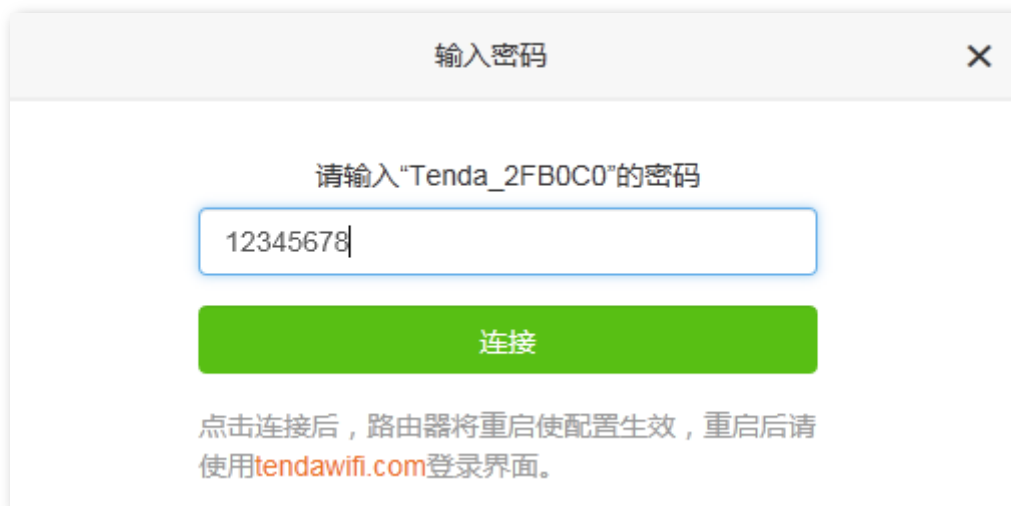 输入密码
请输入“Tenda_2FB0C0”的密码
12345678
连接
点击连接后，路由器将重启使配置生效，重启后请
使用tendawifi.com登录界面。